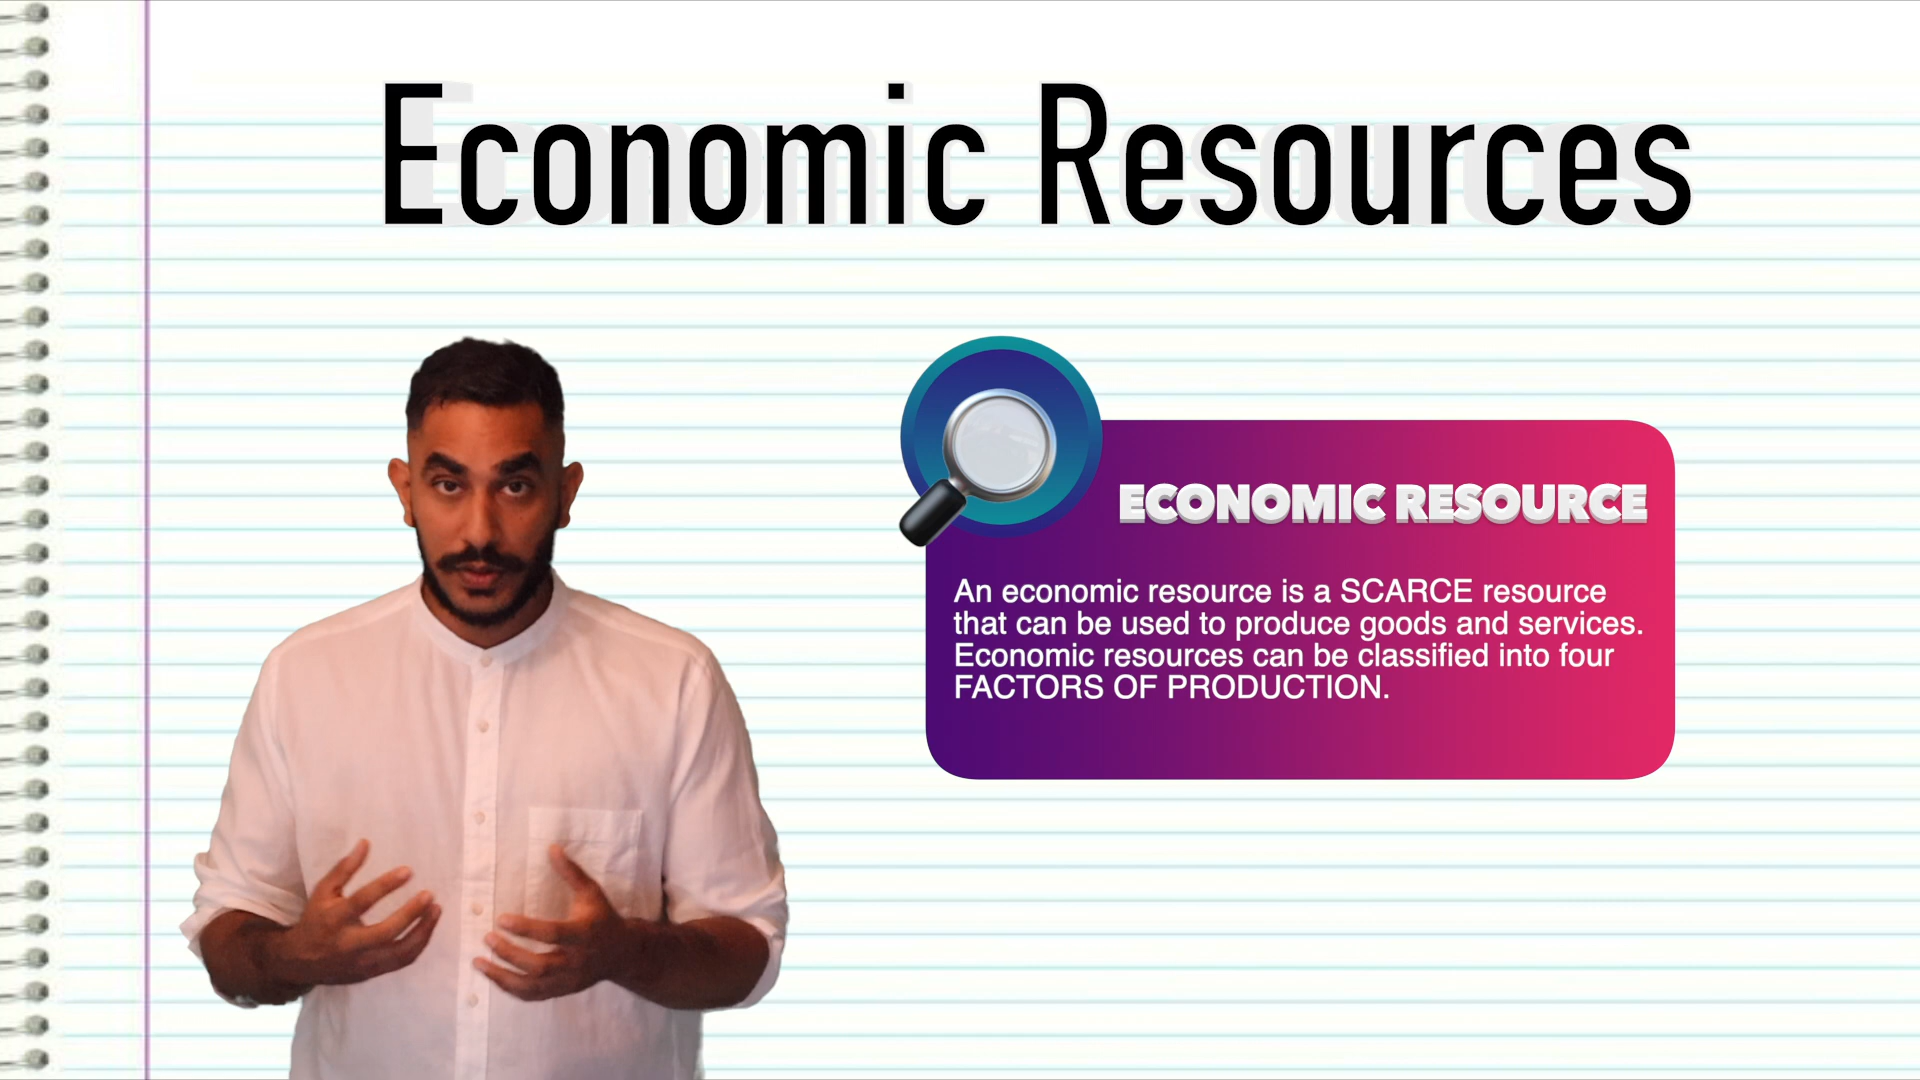 Economic Resources
ECONOMIC RESOURCE
An economic resource is a SCARCE resource
that can be used to produce goods and services.
Economic resources can be classified into four
FACTORS OF PRODUCTION.